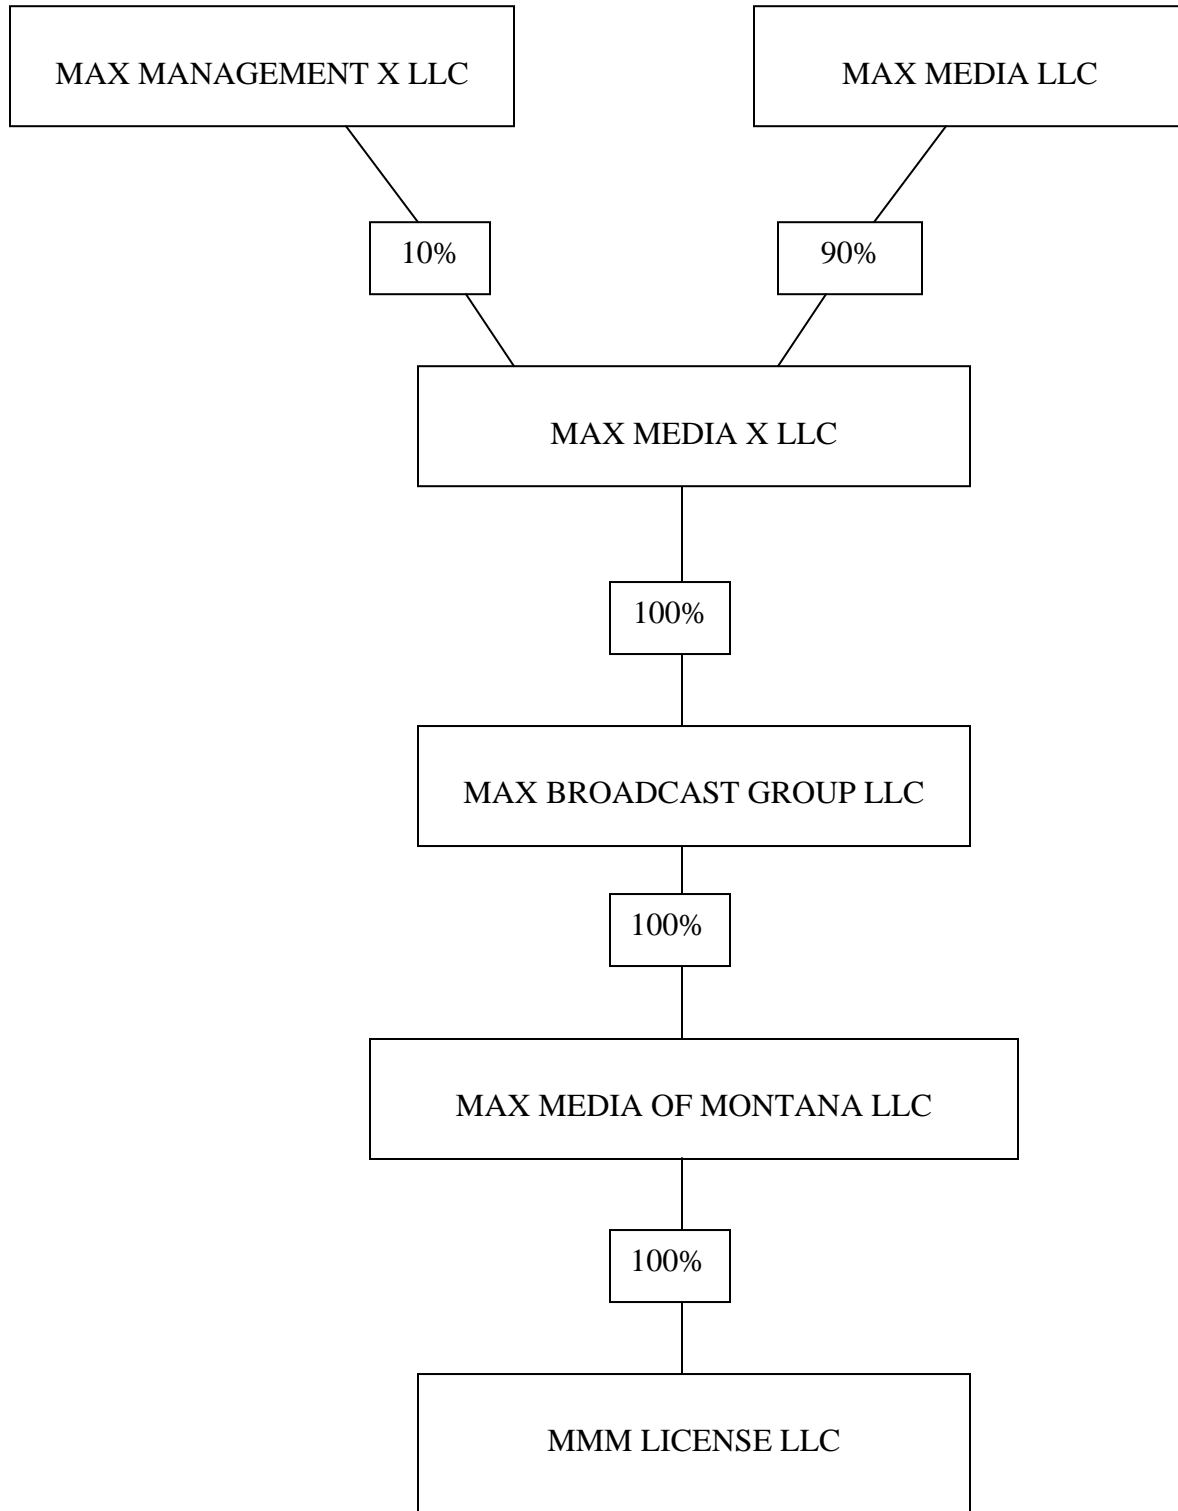 MAX MANAGEMENT X LLC
MAX MEDIA LLC
10%
90%
MAX MEDIA X LLC
100%
MAX BROADCAST GROUP LLC
100%
MAX MEDIA OF MONTANA LLC
100%
MMM LICENSE LLC